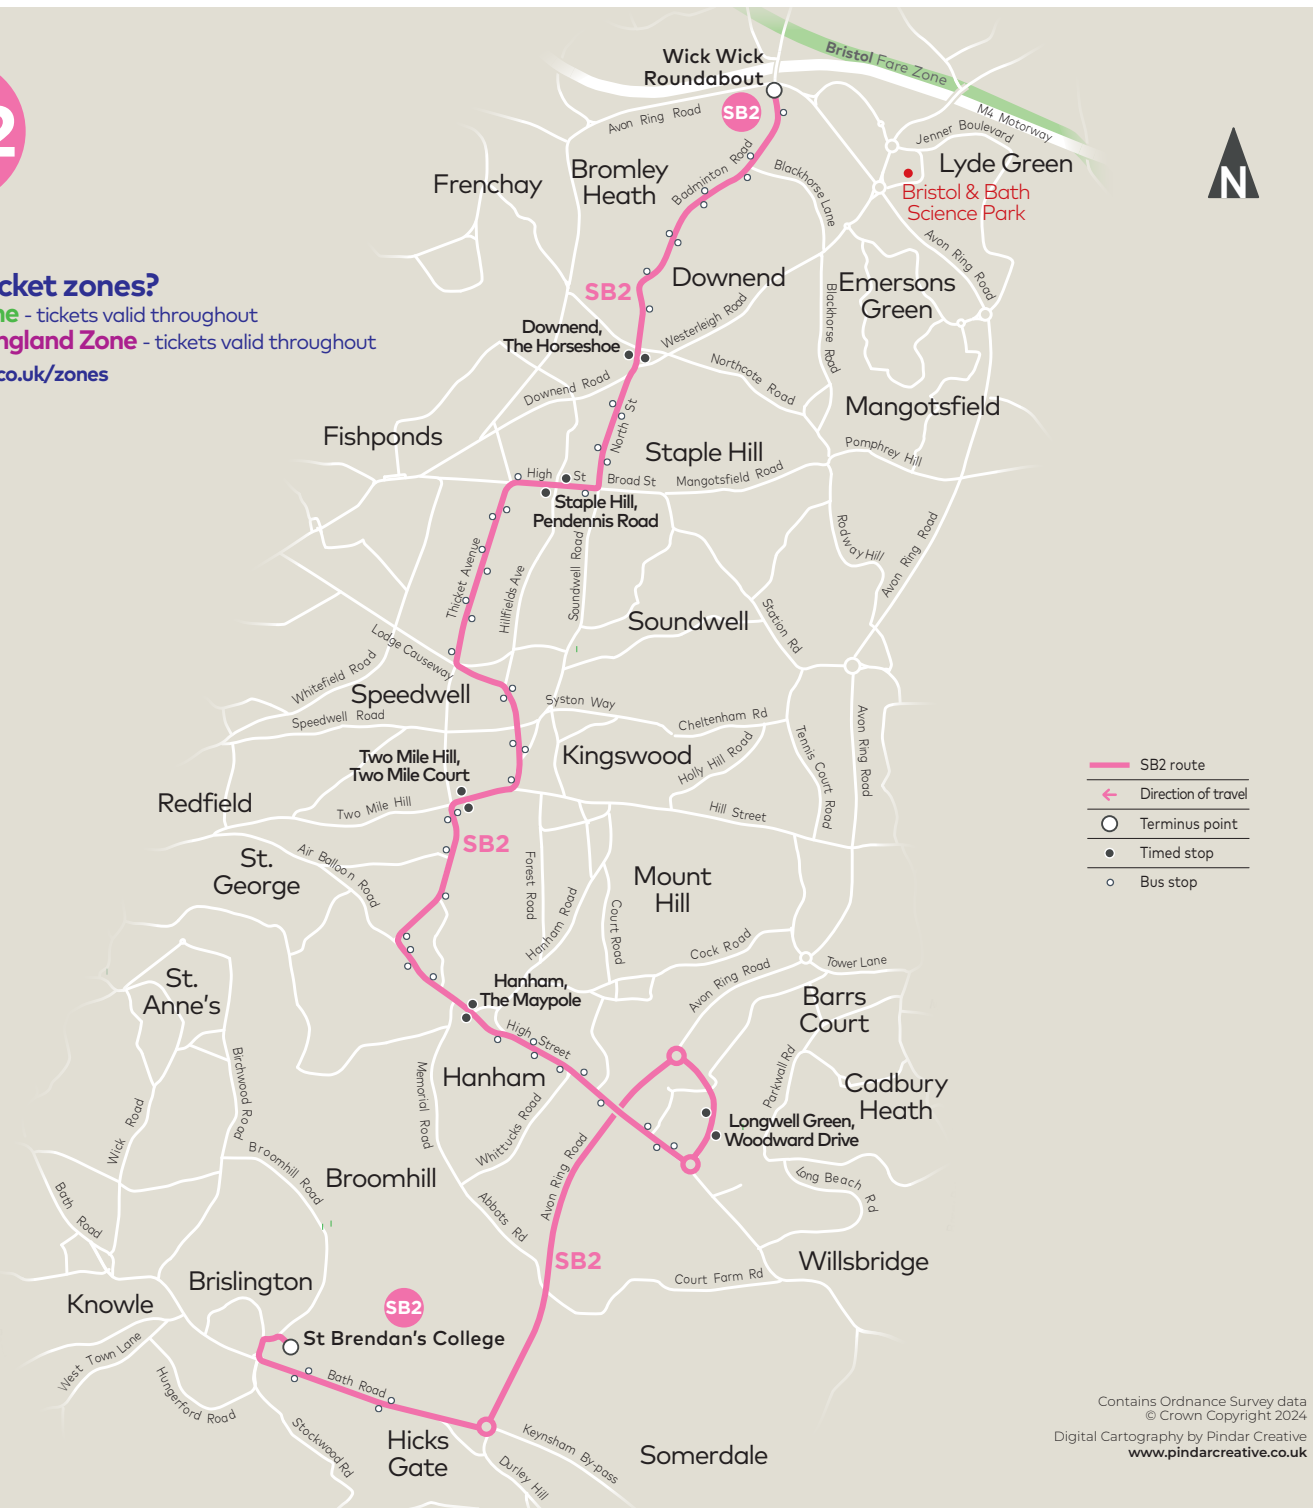 2
cket zones?
ne - tickets valid throughout
ngland Zone - tickets valid throughout
co.uk/zones
Wick Wick
Roundabout
SB2
Bristol Fare Zone
M4 Motorway
Avon Ring Road
Jenner Boulevard
Lyde Green
Bristol & Bath
Science Park
N
Frenchay
Bromley
Heath
Badminton Road
Blackhorse Lane
Avon Ring Road
SB2
Downend
Emersons
Green
Blackhorse Road
Downend,
The Horseshoe
Westerleigh Road
Northcote Road
Downend Road
North St
Mangotsfield
Fishponds
Staple Hill
Pomphrey Hill
High St
Broad St
Mangotsfield Road
Staple Hill,
Pendennis Road
Rodway Hill
Avon Ring Road
Thicket Avenue
Hillfields Ave
Soundwell Road
Soundwell
Station Rd
Lodge Causeway
Whitefield Road
Speedwell
Speedwell Road
Syston Way
Cheltenham Rd
Avon Ring Road
Tennis Court Road
Two Mile Hill,
Two Mile Court
Kingswood
Holly Hill Road
Redfield
Two Mile Hill
Hill Street
SB2 route
Direction of travel
Terminus point
Timed stop
Bus stop
SB2
St.
George
Air Balloon Road
Forest Road
Hanham Road
Court Road
Mount
Hill
Cock Road
Avon Ring Road
Tower Lane
St.
Anne's
Hanham,
The Maypole
Barrs
Court
High Street
Birchwood Road
Memorial Road
Hanham
Parkwall Rd
Cadbury
Heath
Longwell Green,
Woodward Drive
Wick Road
Whittucks Road
Avon Ring Road
Broomhill Road
Broomhill
Long Beach Rd
Bath Road
Abbots Rd
SB2
Willsbridge
Court Farm Rd
Brislington
Knowle
SB2
St Brendan's College
West Town Lane
Hungerford Road
Bath Road
Stockwood Rd
Hicks
Gate
Keynsham By-pass
Durley Hill
Somerdale
Contains Ordnance Survey data
© Crown Copyright 2024
Digital Cartography by Pindar Creative
www.pindarcreative.co.uk